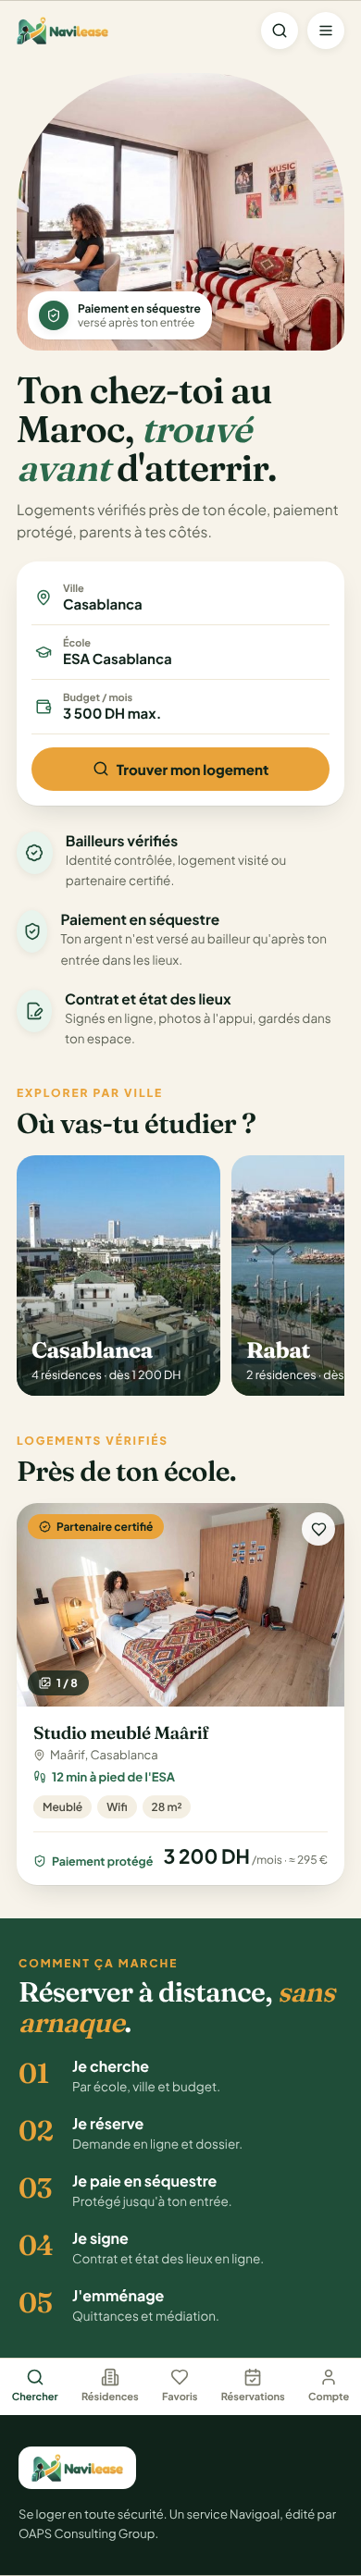 Navilease
MUSIC
Paiement en séquestre
versé après ton entrée
Ton chez-toi au
Maroc, trouvé
avant d'atterrir.
Logements vérifiés près de ton école, paiement
protégé, parents à tes côtés.
Ville
Casablanca
École
ESA Casablanca
Budget / mois
3 500 DH max.
Trouver mon logement
Bailleurs vérifiés
Identité contrôlée, logement visité ou
partenaire certifié.
Paiement en séquestre
Ton argent n'est versé au bailleur qu'après ton
entrée dans les lieux.
Contrat et état des lieux
Signés en ligne, photos à l'appui, gardés dans
ton espace.
EXPLORER PAR VILLE
Où vas-tu étudier ?
Casablanca
4 résidences · dès 1 200 DH
Rabat
2 résidences · dès
LOGEMENTS VÉRIFIÉS
Près de ton école.
Partenaire certifié
1 / 8
Studio meublé Maârif
Maârif, Casablanca
12 min à pied de l'ESA
Meublé
Wifi
28 m²
Paiement protégé
3 200 DH /mois · ≈ 295 €
COMMENT ÇA MARCHE
Réserver à distance, sans
arnaque.
01
Je cherche
Par école, ville et budget.
02
Je réserve
Demande en ligne et dossier.
03
Je paie en séquestre
Protégé jusqu'à ton entrée.
04
Je signe
Contrat et état des lieux en ligne.
05
J'emménage
Quittances et médiation.
Chercher
Résidences
Favoris
Réservations
Compte
Navilease
Se loger en toute sécurité. Un service Navigoal, édité par
OAPS Consulting Group.